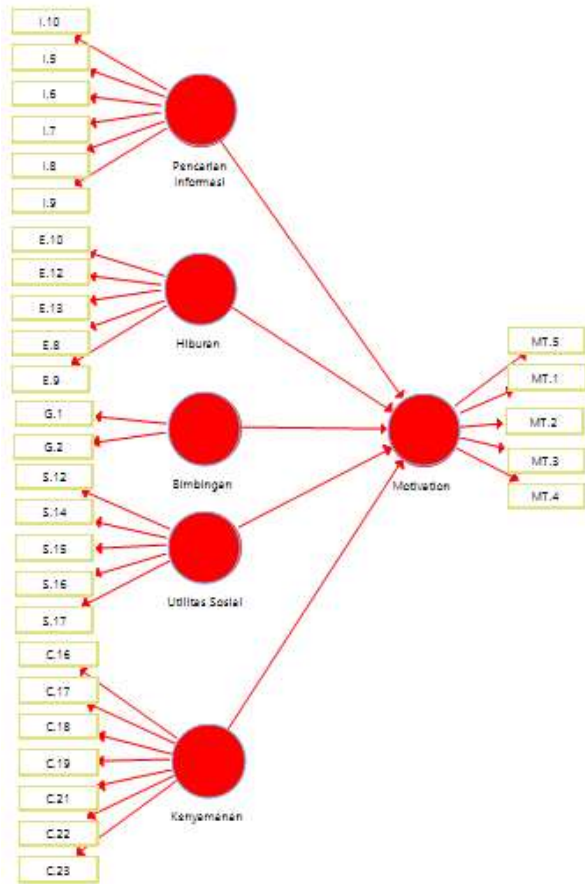 I.10
I.5
I.6
I.7
I.8
I.9
Pencarian
Informasi
E.10
E.12
E.13
E.8
E.9
Hiburan
G.1
G.2
Bimbingan
S.12
S.14
S.15
S.16
S.17
Utilitas Sosial
C.16
C.17
C.18
C.19
C.21
C.22
C.23
Kenyamanan
Motivation
MT.5
MT.1
MT.2
MT.3
MT.4